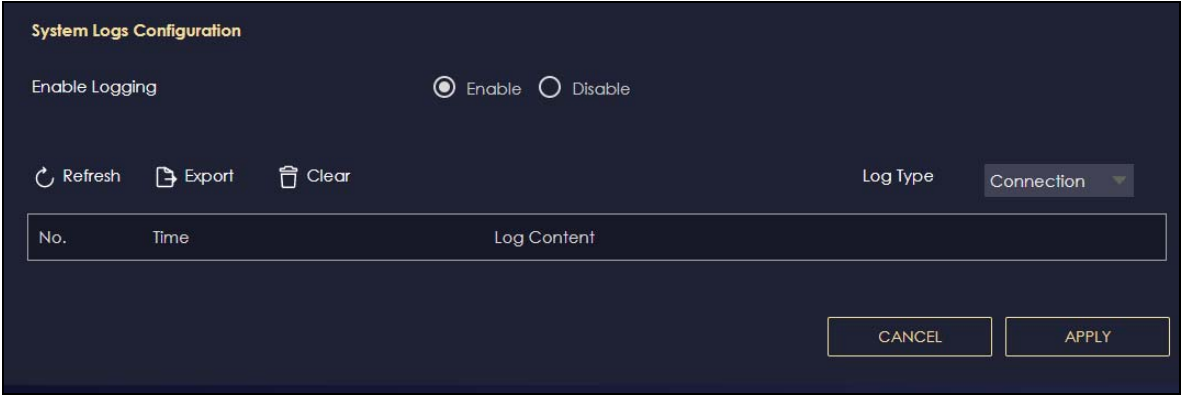 System Logs Configuration
Enable Logging Enable Disable
Refresh Export Clear Log Type Connection
No. Time Log Content
CANCEL APPLY